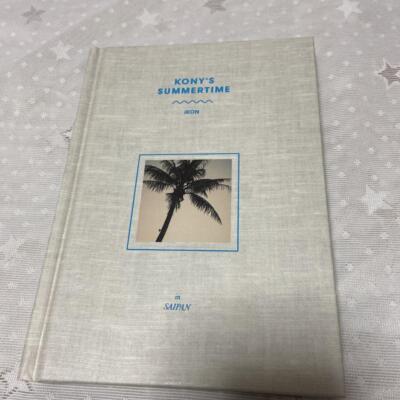 KONY'S
SUMMERTIME
iKON
in
SAIPAN